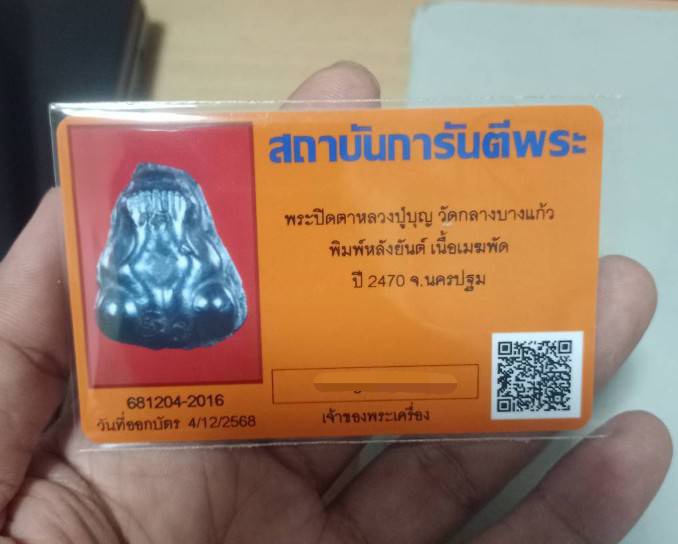 สถาบันการันตีพระ
พระปิดตาหลวงปู่บุญ วัดกลางบางแก้ว
พิมพ์หลังยันต์ เนื้อเมฆพัด
ปี 2470 จ.นครปฐม
681204-2016
วันที่ออกบัตร 4/12/2568
เจ้าของพระเครื่อง